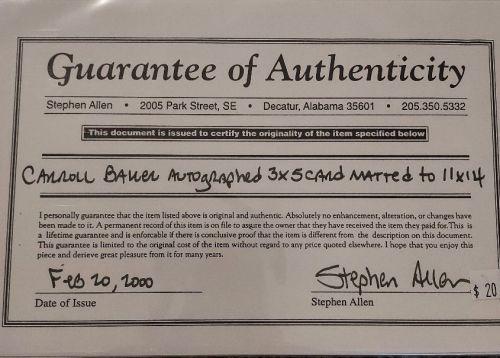 Guarantee of Authenticity
Stephen Allen • 2005 Park Street, SE • Decatur, Alabama 35601 • 205.350.5332
This document is issued to certify the originality of the item specified below
CARROLL BAKER AUTOgRAphed 3x5 CARD MATTED to 11x14
I personally guarantee that the item listed above is original and authentic. Absolutely no enhancement, alteration, or changes have
been made to it. A permanent record of this item is on file to assure the owner that they have received the item they paid for. This is
a lifetime guarantee and is enforcable if there is conclusive proof that the item is different from the description on this document.
This guarantee is limited to the original cost of the item without regard to any price quoted elsewhere. I hope that you enjoy this
piece and derieve great pleasure from it for many years.
Feb 20, 2000 Stephen Allen
$ 20
Date of Issue Stephen Allen